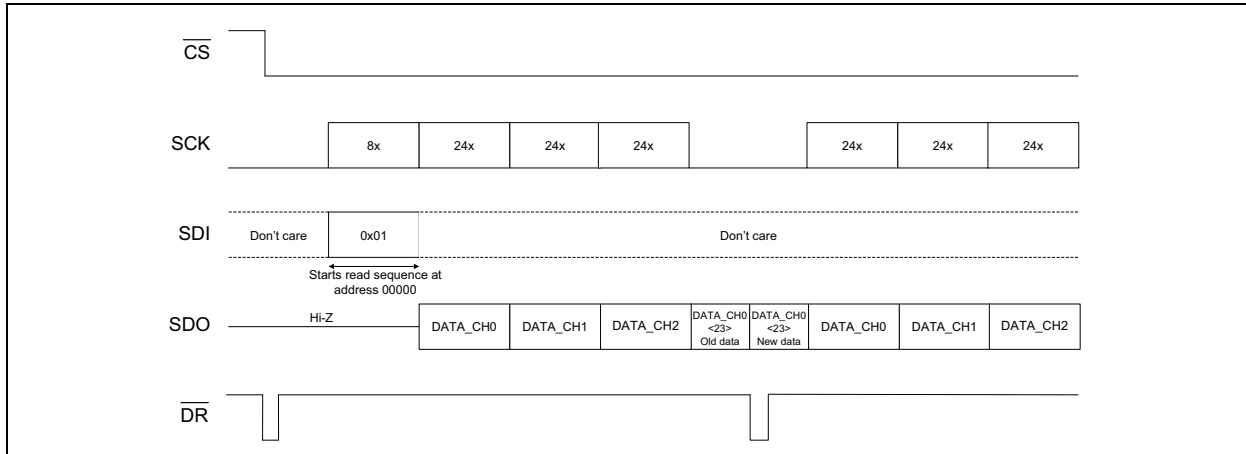 CS
SCK
8x
24x
24x
24x
24x
24x
24x
SDI
Don't care
0x01
Don't care
Starts read sequence at
address 00000
SDO
Hi-Z
DATA_CH0
DATA_CH1
DATA_CH2
DATA_CH0
<23>
Old data
DATA_CH0
<23>
New data
DATA_CH0
DATA_CH1
DATA_CH2
DR